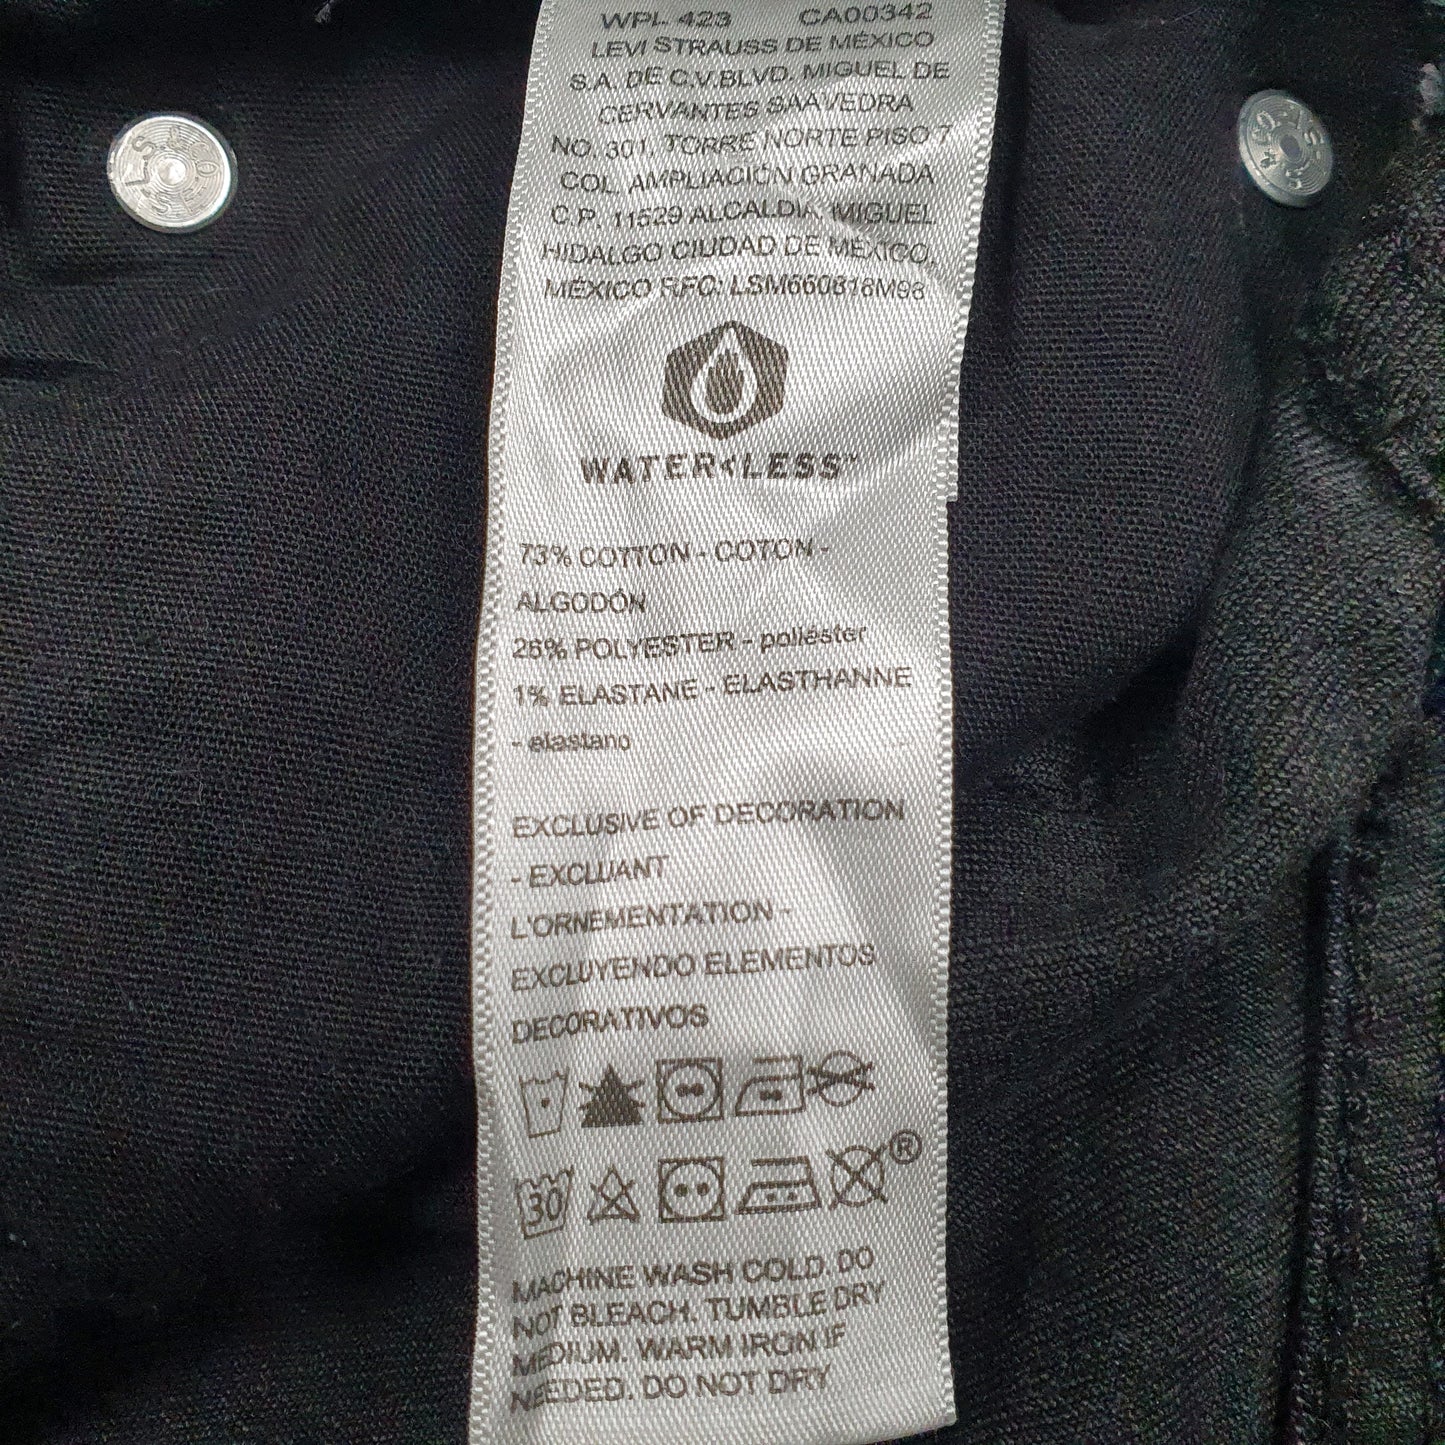 WPL 423 CA00342
LEVI STRAUSS DE MÉXICO
S.A. DE C.V.BLVD. MIGUEL DE
CERVANTES SAAVEDRA
NO. 301, TORRE NORTE PISO 7
COL. AMPLIACIÓN GRANADA
C.P. 11529 ALCALDIA. MIGUEL
HIDALGO CIUDAD DE MÉXICO,
MÉXICO RFC: LSM660816M98
WATER<LESS™
73% COTTON - COTON -
ALGODÓN
26% POLYESTER - poliéster
1% ELASTANE - ELASTHANNE
- elastano
EXCLUSIVE OF DECORATION
- EXCLUANT
L'ORNEMENTATION -
EXCLUYENDO ELEMENTOS
DECORATIVOS
30 ®
MACHINE WASH COLD. DO
NOT BLEACH. TUMBLE DRY
MEDIUM. WARM IRON IF
NEEDED. DO NOT DRY